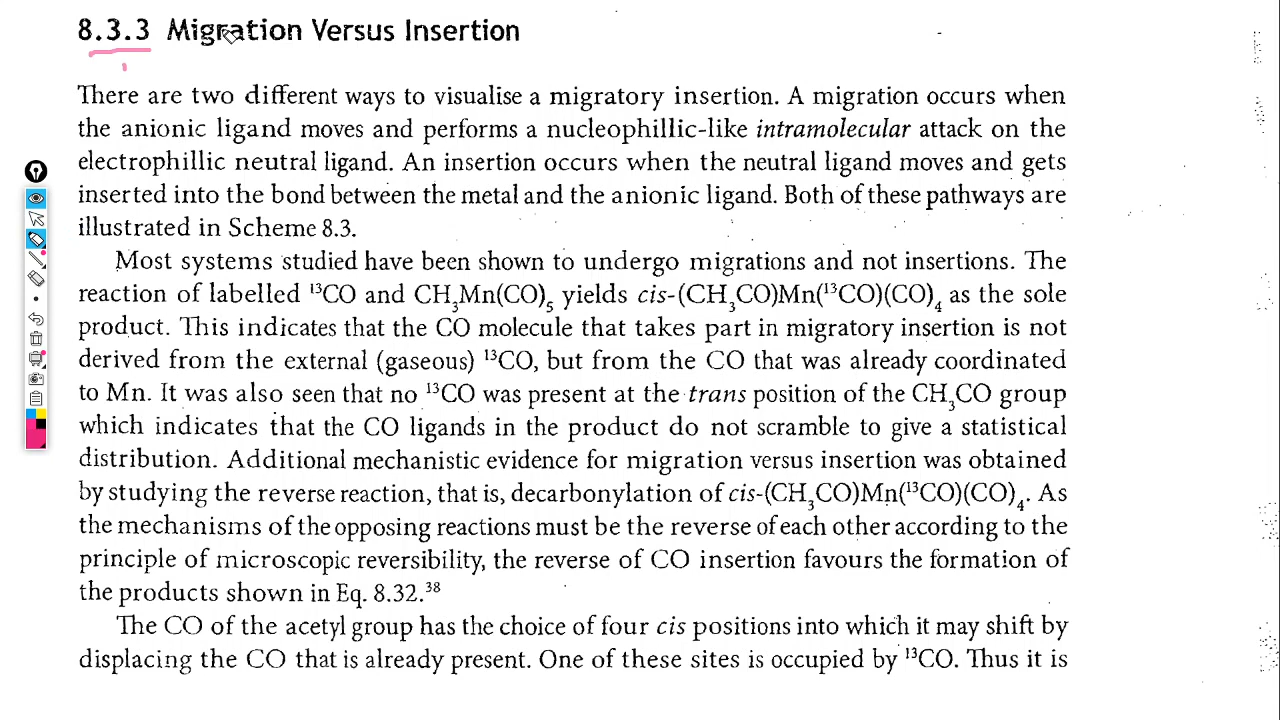 8.3.3 Migration Versus Insertion
There are two different ways to visualise a migratory insertion. A migration occurs when
the anionic ligand moves and performs a nucleophillic-like intramolecular attack on the
electrophillic neutral ligand. An insertion occurs when the neutral ligand moves and gets
inserted into the bond between the metal and the anionic ligand. Both of these pathways are
illustrated in Scheme 8.3.
Most systems studied have been shown to undergo migrations and not insertions. The
reaction of labelled ¹³CO and CH₃Mn(CO)₅ yields cis-(CH₃CO)Mn(¹³CO)(CO)₄ as the sole
product. This indicates that the CO molecule that takes part in migratory insertion is not
derived from the external (gaseous) ¹³CO, but from the CO that was already coordinated
to Mn. It was also seen that no ¹³CO was present at the trans position of the CH₃CO group
which indicates that the CO ligands in the product do not scramble to give a statistical
distribution. Additional mechanistic evidence for migration versus insertion was obtained
by studying the reverse reaction, that is, decarbonylation of cis-(CH₃CO)Mn(¹³CO)(CO)₄. As
the mechanisms of the opposing reactions must be the reverse of each other according to the
principle of microscopic reversibility, the reverse of CO insertion favours the formation of
the products shown in Eq. 8.32.³⁸
The CO of the acetyl group has the choice of four cis positions into which it may shift by
displacing the CO that is already present. One of these sites is occupied by ¹³CO. Thus it is